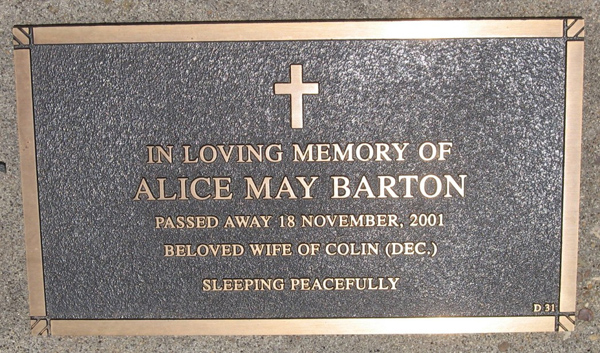 IN LOVING MEMORY OF
ALICE MAY BARTON
PASSED AWAY 18 NOVEMBER, 2001
BELOVED WIFE OF COLIN (DEC.)
SLEEPING PEACEFULLY
D 31